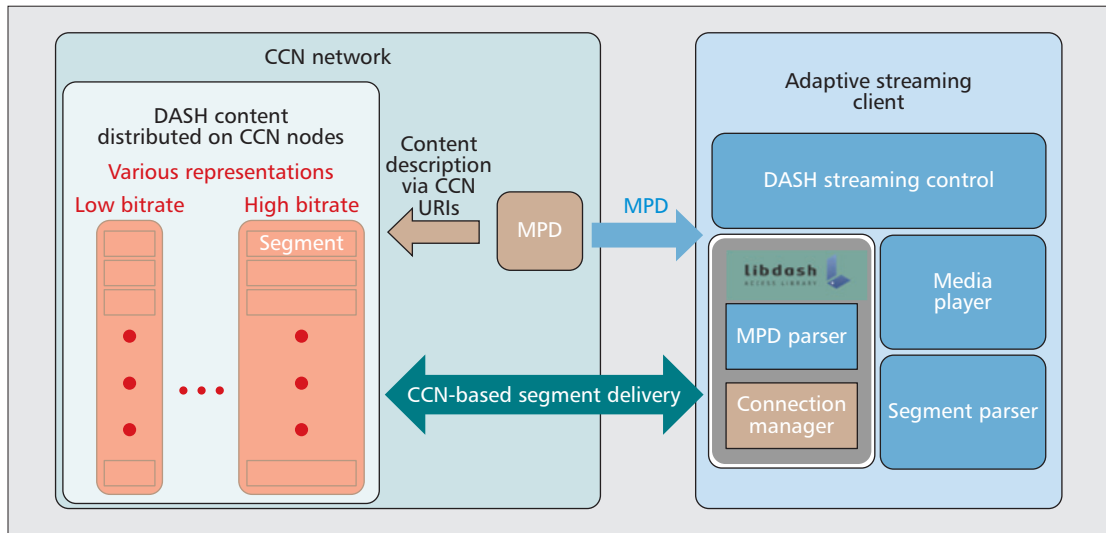 CCN network
DASH content
distributed on CCN nodes
Various representations
Low bitrate
High bitrate
Segment
Content
description
via CCN
URIs
MPD
MPD
CCN-based segment delivery
Adaptive streaming
client
DASH streaming control
libdash
ACCESS LIBRARY
MPD parser
Connection
manager
Media
player
Segment parser